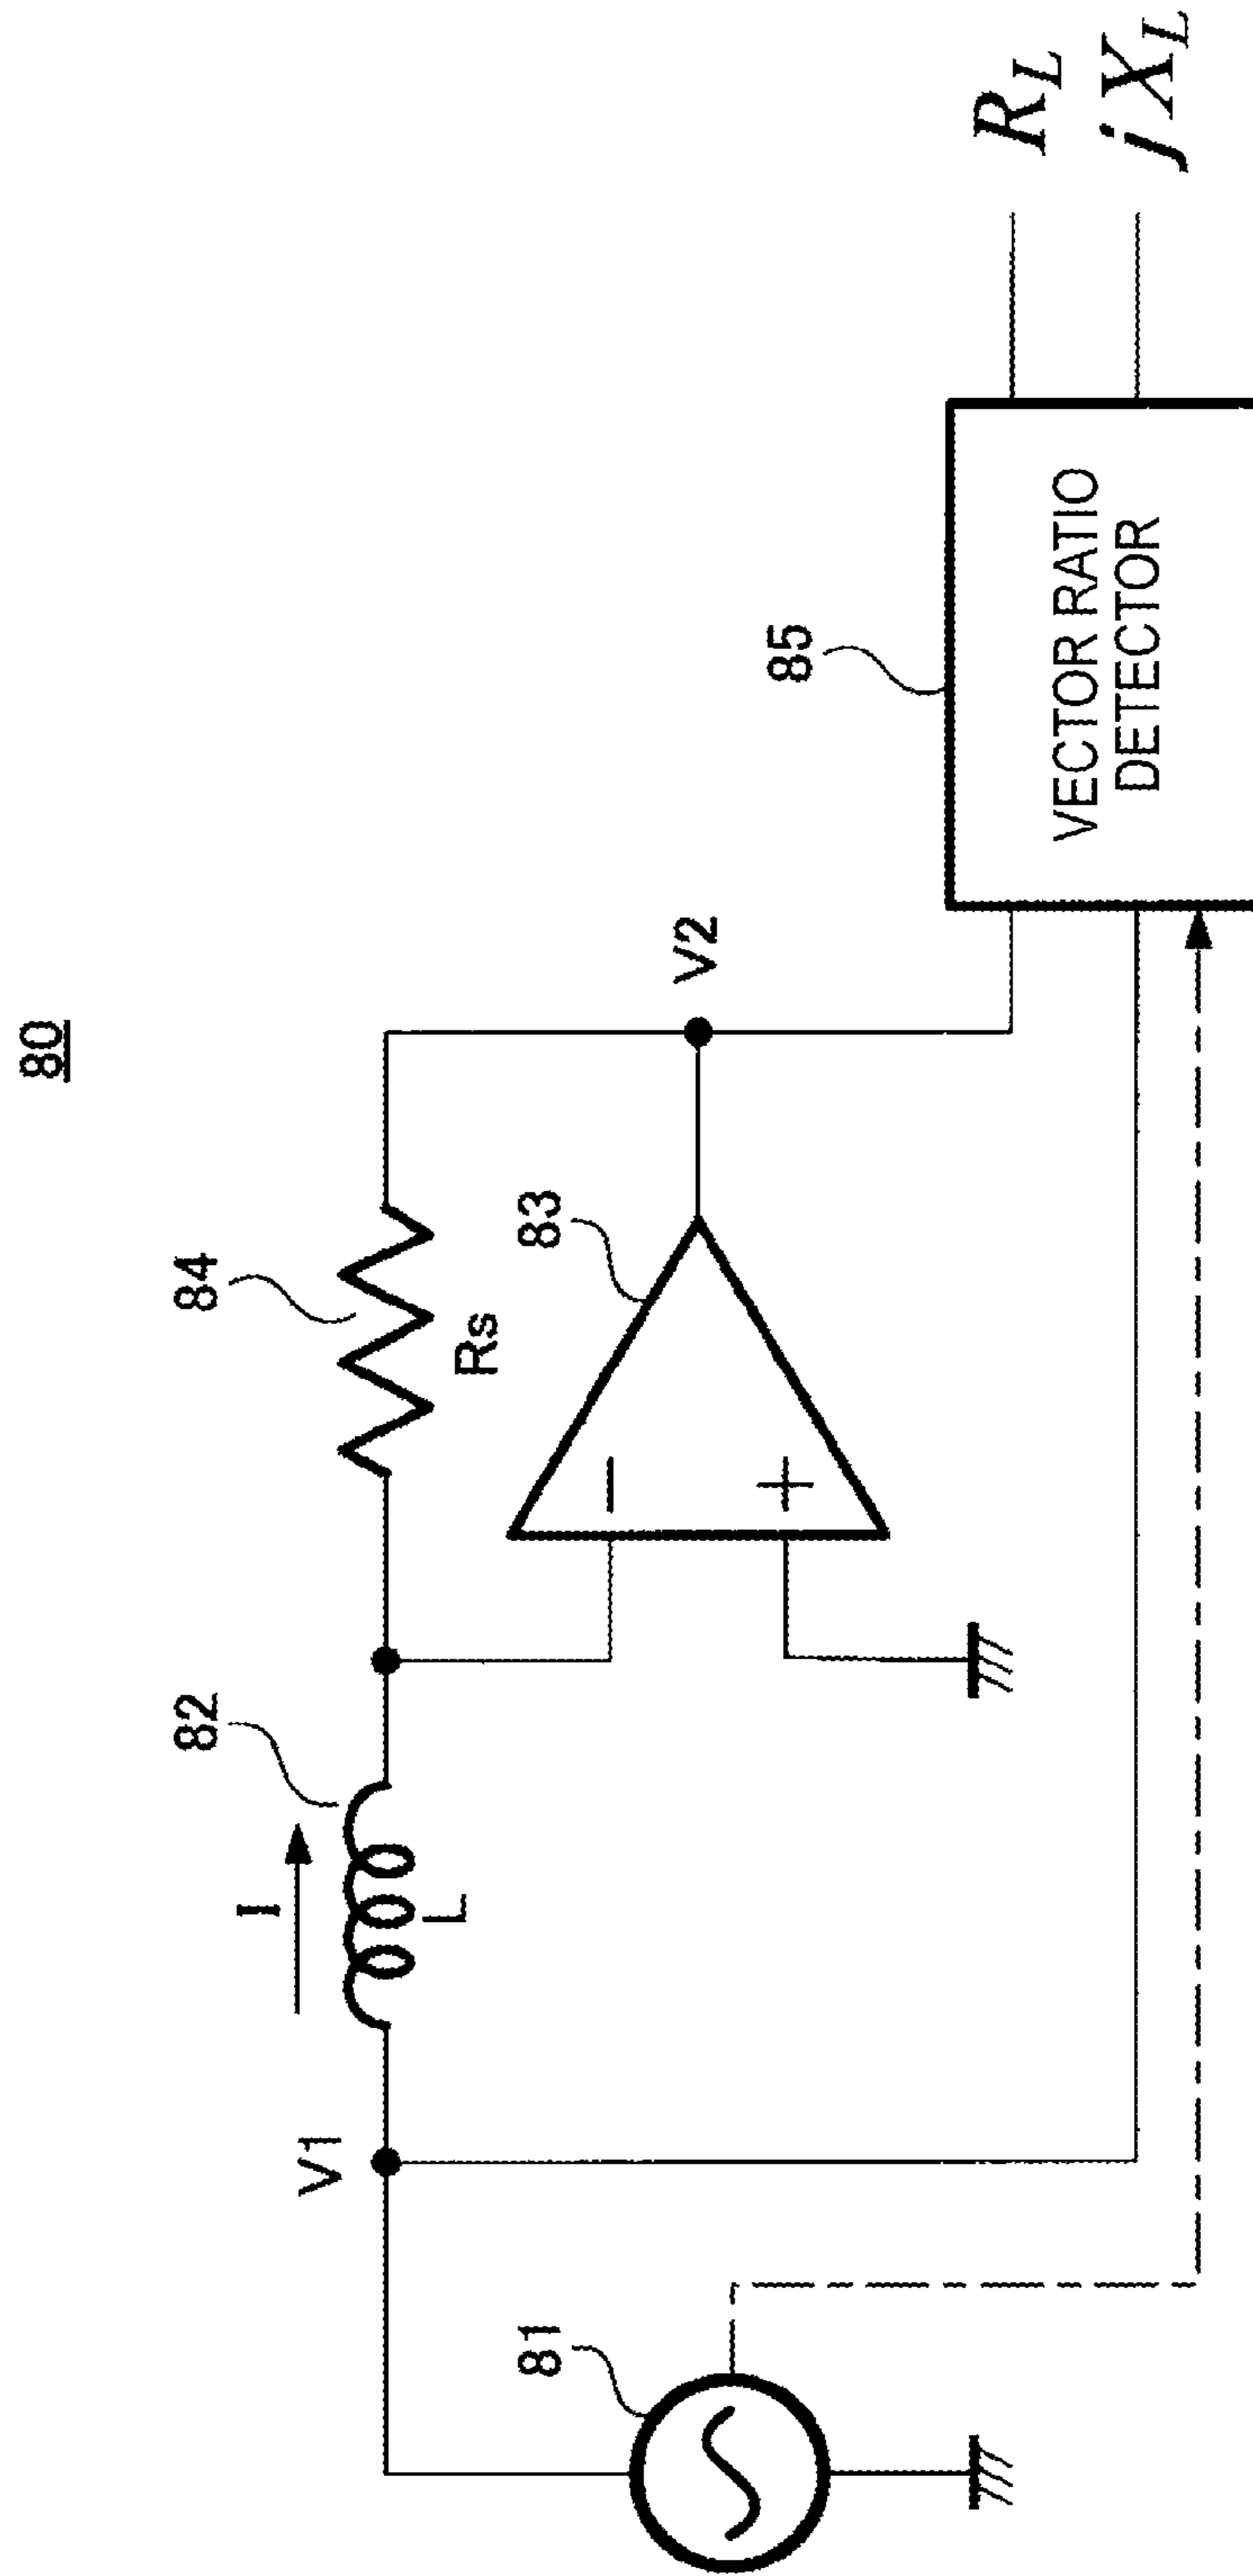 80
84
Rs
82
I
L
V1
83
−
+
V2
85
VECTOR RATIO
DETECTOR
R_L
jX_L
81